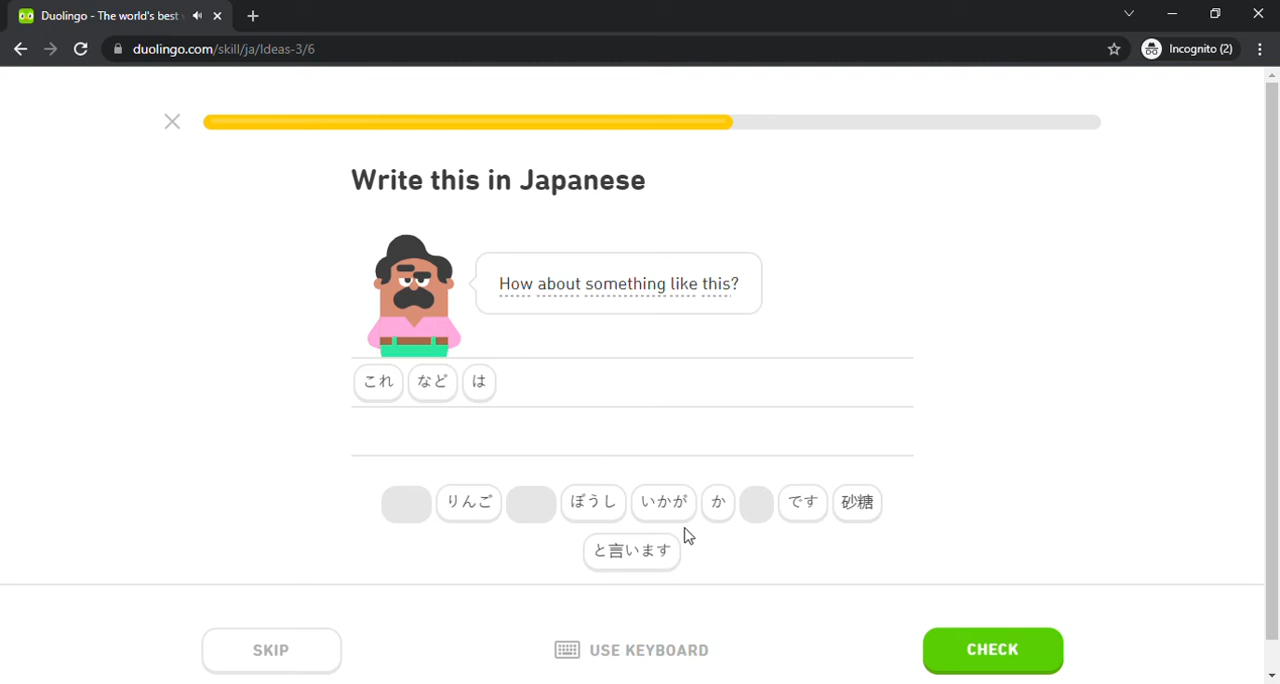 Duolingo - The world's best
duolingo.com/skill/ja/Ideas-3/6
Incognito (2)
Write this in Japanese
How about something like this?
これ など は
りんご ぼうし いかが か です 砂糖
と言います
SKIP USE KEYBOARD CHECK